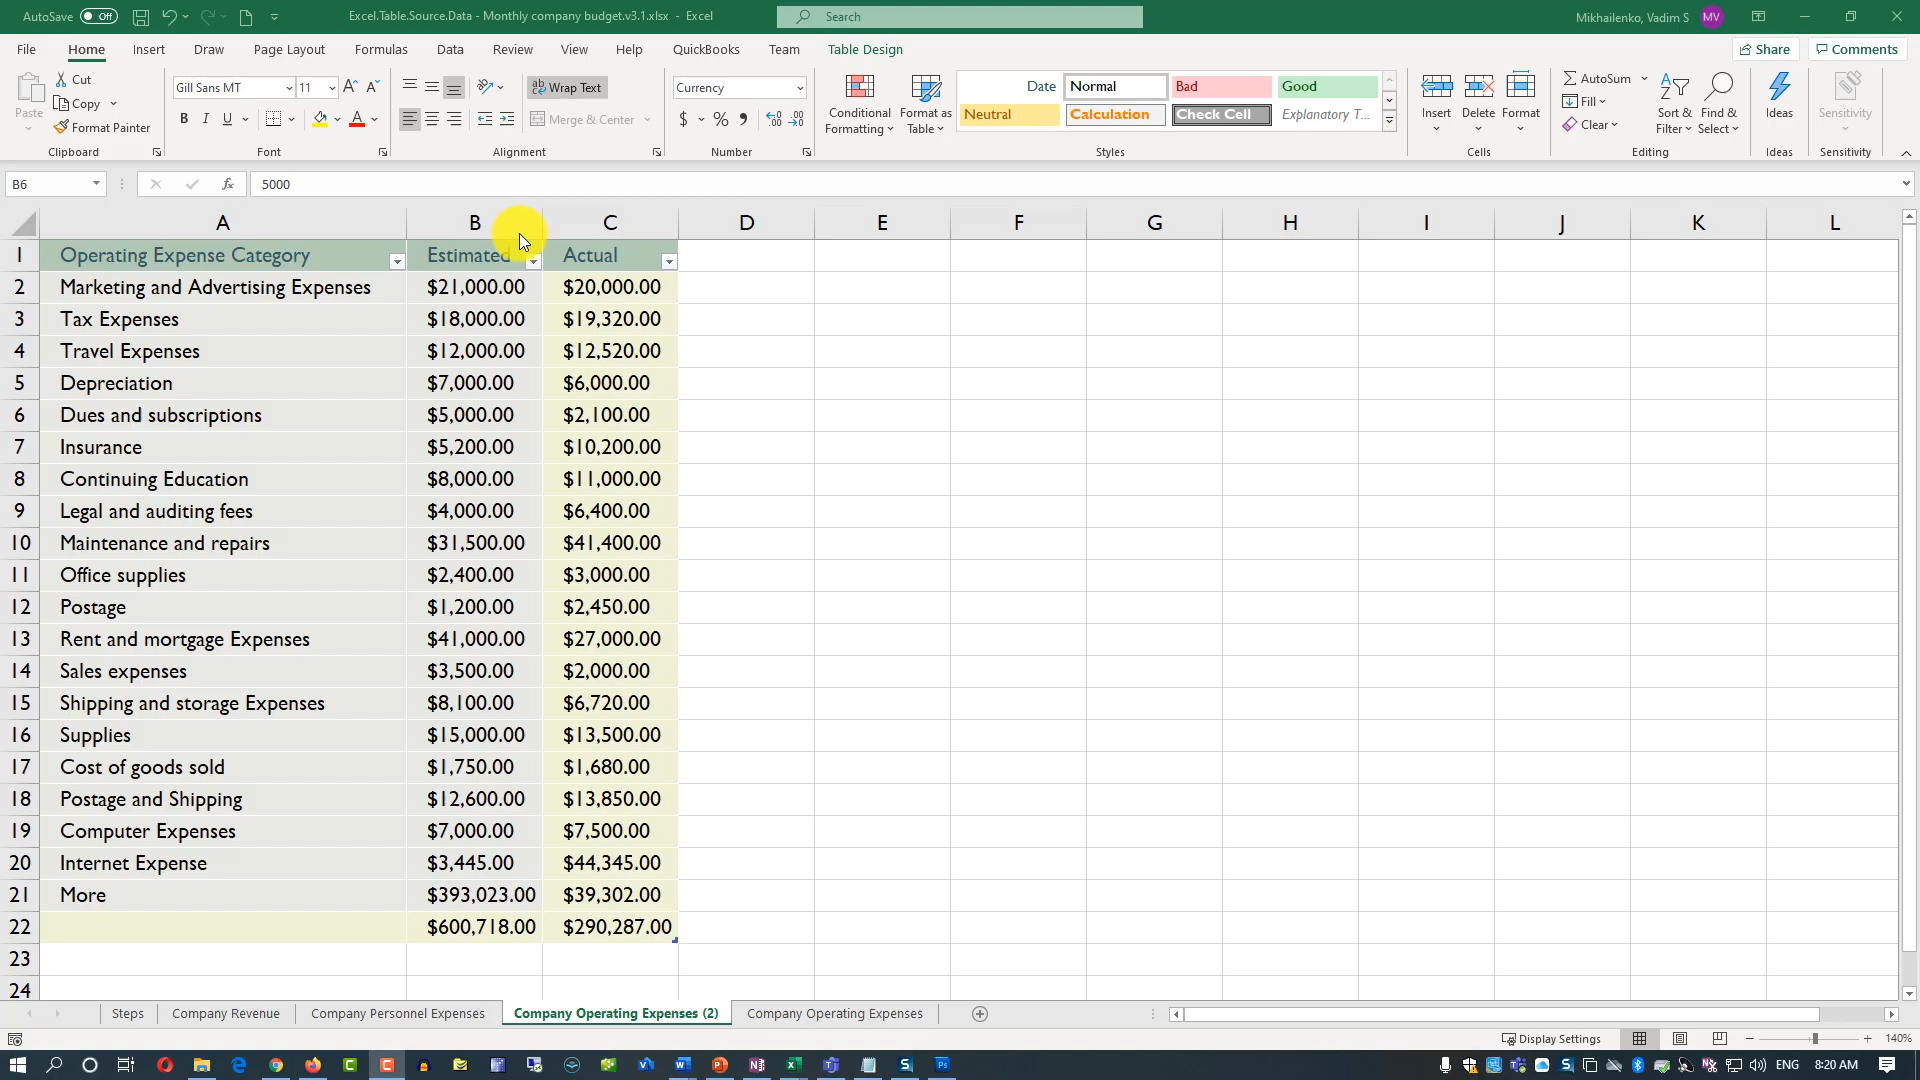 AutoSave Off Excel.Table.Source.Data - Monthly company budget.v3.1.xlsx - Excel Search Mikhailenko, Vadim S MV
File Home Insert Draw Page Layout Formulas Data Review View Help QuickBooks Team Table Design Share Comments
Cut Gill Sans MT 11 Wrap Text Currency Date Normal Bad Good AutoSum
Paste Copy Conditional Formatting Format as Table Insert Delete Format Fill Sort & Filter Find & Select Ideas Sensitivity
Format Painter B I U Merge & Center $ % Neutral Calculation Check Cell Explanatory T... Clear
Clipboard Font Alignment Number Styles Cells Editing Ideas Sensitivity
B6 fx 5000
A B C D E F G H I J K L
1 Operating Expense Category Estimated Actual
2 Marketing and Advertising Expenses $21,000.00 $20,000.00
3 Tax Expenses $18,000.00 $19,320.00
4 Travel Expenses $12,000.00 $12,520.00
5 Depreciation $7,000.00 $6,000.00
6 Dues and subscriptions $5,000.00 $2,100.00
7 Insurance $5,200.00 $10,200.00
8 Continuing Education $8,000.00 $11,000.00
9 Legal and auditing fees $4,000.00 $6,400.00
10 Maintenance and repairs $31,500.00 $41,400.00
11 Office supplies $2,400.00 $3,000.00
12 Postage $1,200.00 $2,450.00
13 Rent and mortgage Expenses $41,000.00 $27,000.00
14 Sales expenses $3,500.00 $2,000.00
15 Shipping and storage Expenses $8,100.00 $6,720.00
16 Supplies $15,000.00 $13,500.00
17 Cost of goods sold $1,750.00 $1,680.00
18 Postage and Shipping $12,600.00 $13,850.00
19 Computer Expenses $7,000.00 $7,500.00
20 Internet Expense $3,445.00 $44,345.00
21 More $393,023.00 $39,302.00
22 $600,718.00 $290,287.00
23
24
Steps Company Revenue Company Personnel Expenses Company Operating Expenses (2) Company Operating Expenses
Display Settings 140%
ENG 8:20 AM